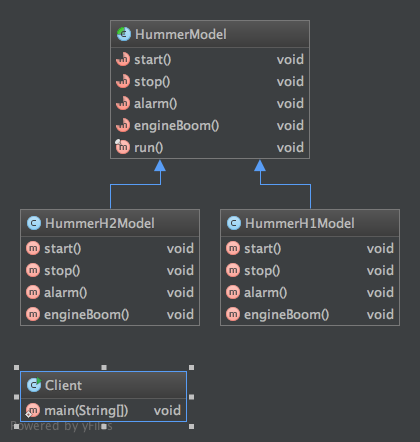 HummerModel
start() void
stop() void
alarm() void
engineBoom() void
run() void
HummerH2Model
start() void
stop() void
alarm() void
engineBoom() void
HummerH1Model
start() void
stop() void
alarm() void
engineBoom() void
Client
main(String[]) void
Powered by yFiles